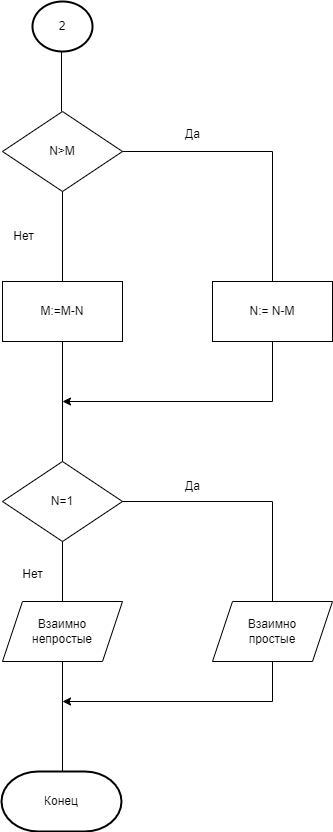 2
N>M
Да
Нет
M:=M-N
N:= N-M
N=1
Да
Нет
Взаимно
непростые
Взаимно
простые
Конец